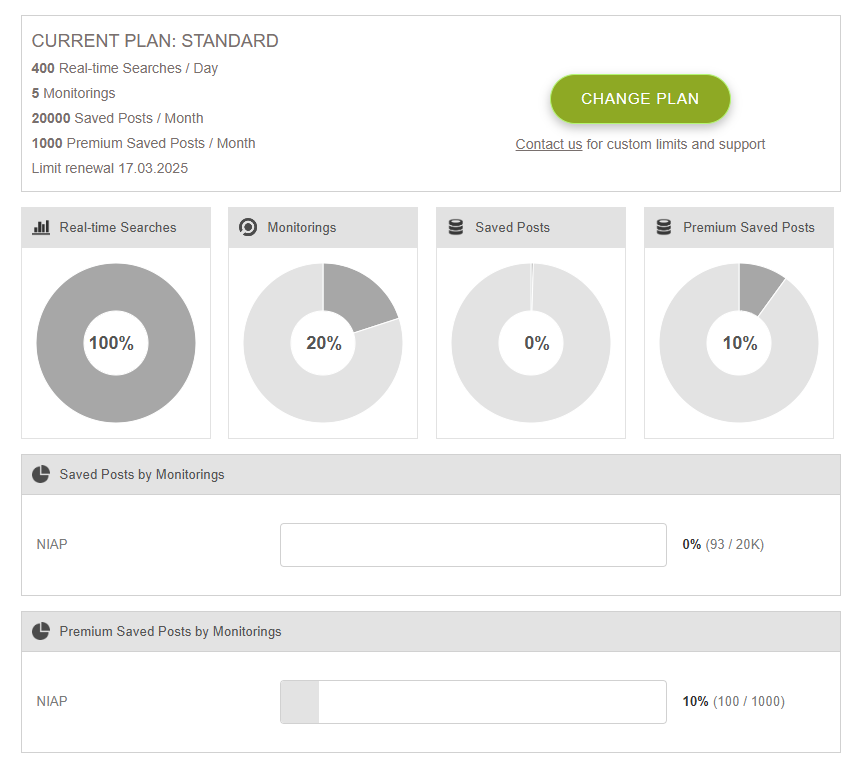 CURRENT PLAN: STANDARD
400 Real-time Searches / Day
5 Monitorings
20000 Saved Posts / Month
1000 Premium Saved Posts / Month
Limit renewal 17.03.2025
CHANGE PLAN
Contact us for custom limits and support
Real-time Searches
100%
Monitorings
20%
Saved Posts
0%
Premium Saved Posts
10%
Saved Posts by Monitorings
NIAP
0% (93 / 20K)
Premium Saved Posts by Monitorings
NIAP
10% (100 / 1000)